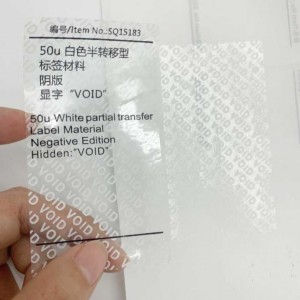 编号/Item No.:SQ15183
50u 白色半转移型
标签材料
阴版
显字 “VOID”
50u White partial transfer
Label Material
Negative Edition
Hidden:"VOID"